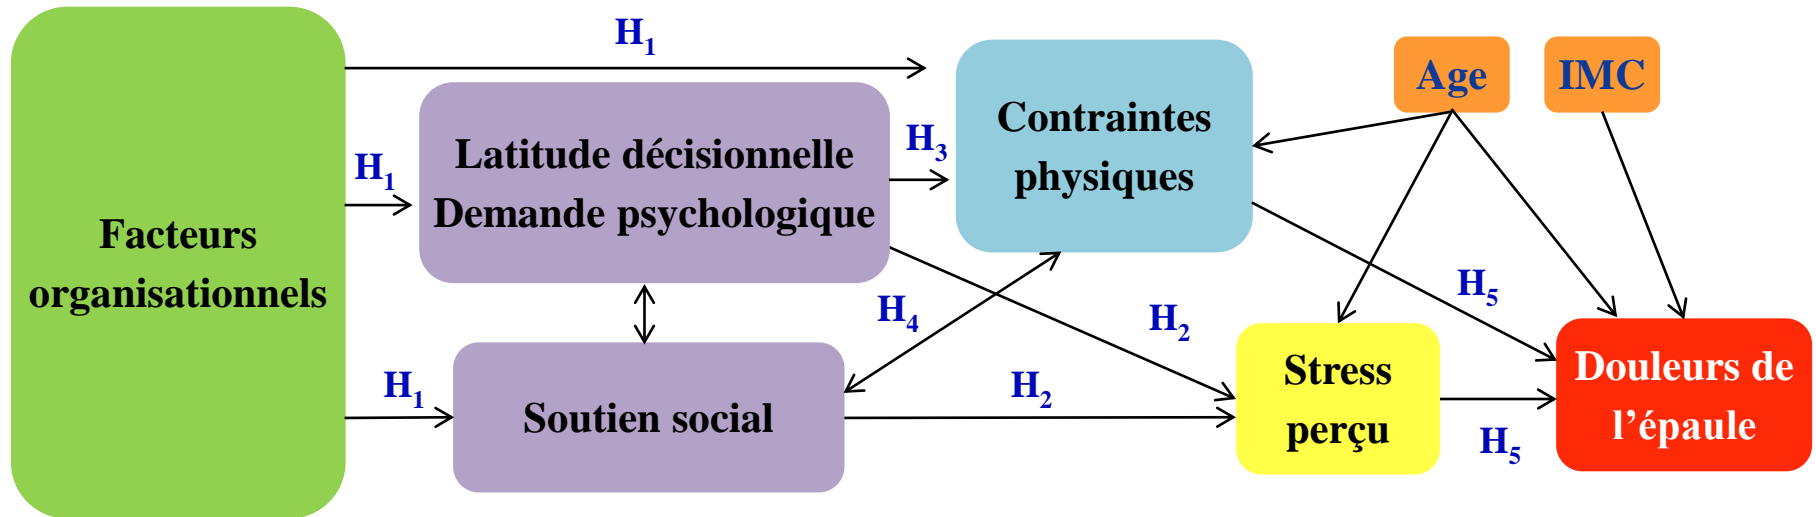 H₁
Age
IMC
Contraintes
physiques
Latitude décisionnelle
Demande psychologique
H₃
H₁
Facteurs
organisationnels
H₄
H₂
H₅
H₁
Soutien social
H₂
Stress
perçu
H₅
Douleurs de
l’épaule